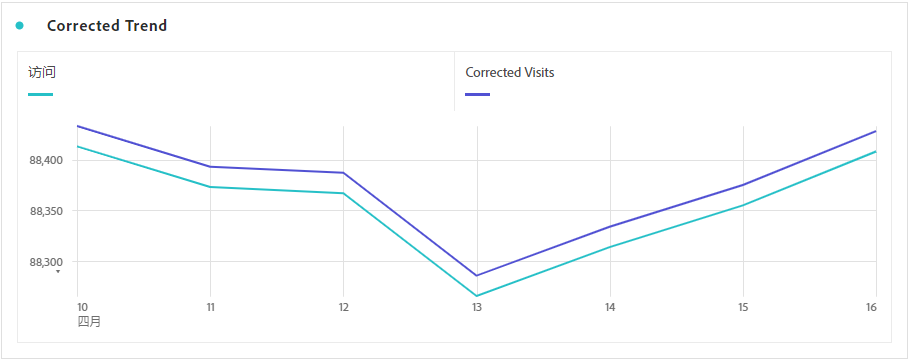 Corrected Trend
访问
Corrected Visits
88,400
88,350
88,300
10 11 12 13 14 15 16
四月